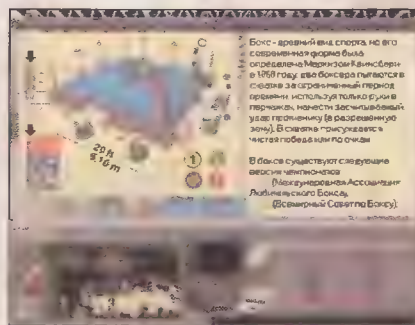 Бокс - древний вид спорта, но его
современная форма была
определена Маркизом Квинсбери
в 1868 году: два боксера пытаются в
схватке за ограниченный период
времени, используя только руки в
перчатках, нанести засчитываемый
удар противнику (в разрешенную
зону). В схватке присуждается
чистая победа или по очкам
В боксе существуют следующие
версии чемпионатов
(Международная Ассоциация
Любительского Бокса),
(Всемирный Совет по Боксу),
20 ft
6.16 m
1